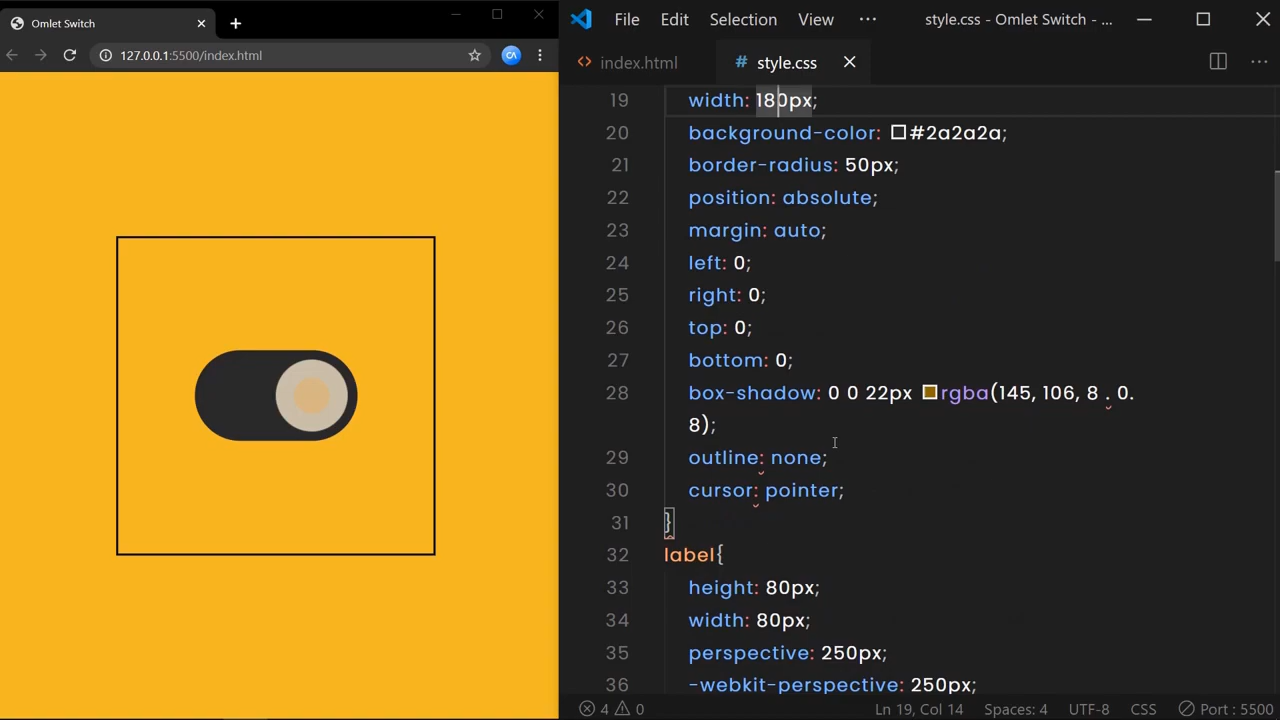 Omlet Switch
127.0.0.1:5500/index.html
File Edit Selection View ··· style.css - Omlet Switch - ...
<> index.html # style.css
19 width: 180px;
20 background-color: #2a2a2a;
21 border-radius: 50px;
22 position: absolute;
23 margin: auto;
24 left: 0;
25 right: 0;
26 top: 0;
27 bottom: 0;
28 box-shadow: 0 0 22px rgba(145, 106, 8 . 0.
8);
29 outline: none;
30 cursor: pointer;
31 }
32 label{
33 height: 80px;
34 width: 80px;
35 perspective: 250px;
36 -webkit-perspective: 250px;
4 0 Ln 19, Col 14 Spaces: 4 UTF-8 CSS Port : 5500